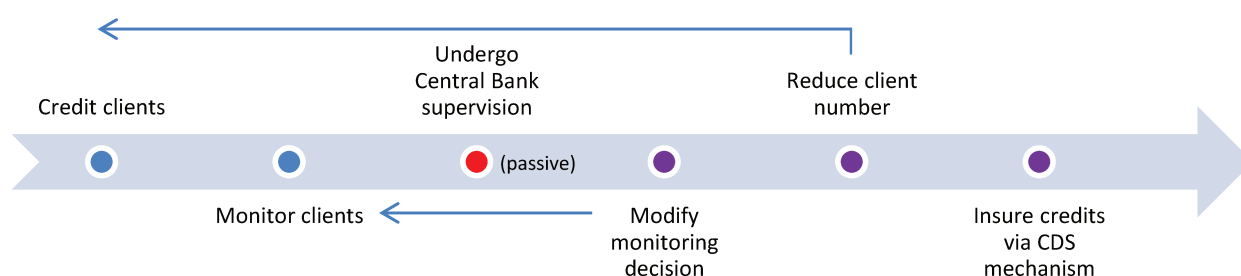 Credit clients
Monitor clients
Undergo
Central Bank
supervision
(passive)
Modify
monitoring
decision
Reduce client
number
Insure credits
via CDS
mechanism